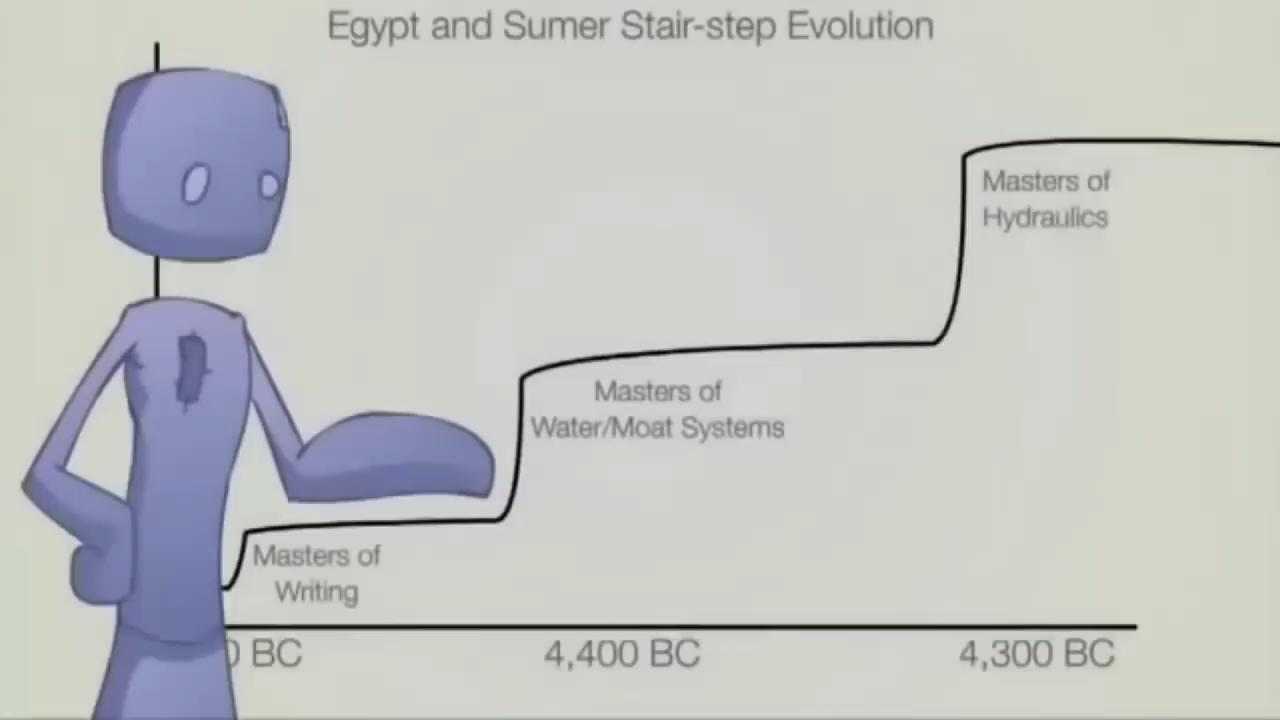 Egypt and Sumer Stair-step Evolution
Masters of
Hydraulics
Masters of
Water/Moat Systems
Masters of
Writing
0 BC 4,400 BC 4,300 BC